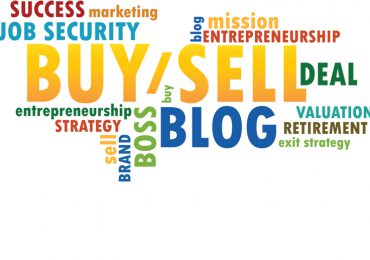 SUCCESS marketing
JOB SECURITY
blog
mission
ENTREPRENEURSHIP
BUY/SELL
DEAL
buy
entrepreneurship
STRATEGY
sell
BRAND
BOSS
BLOG
VALUATION
RETIREMENT
exit strategy